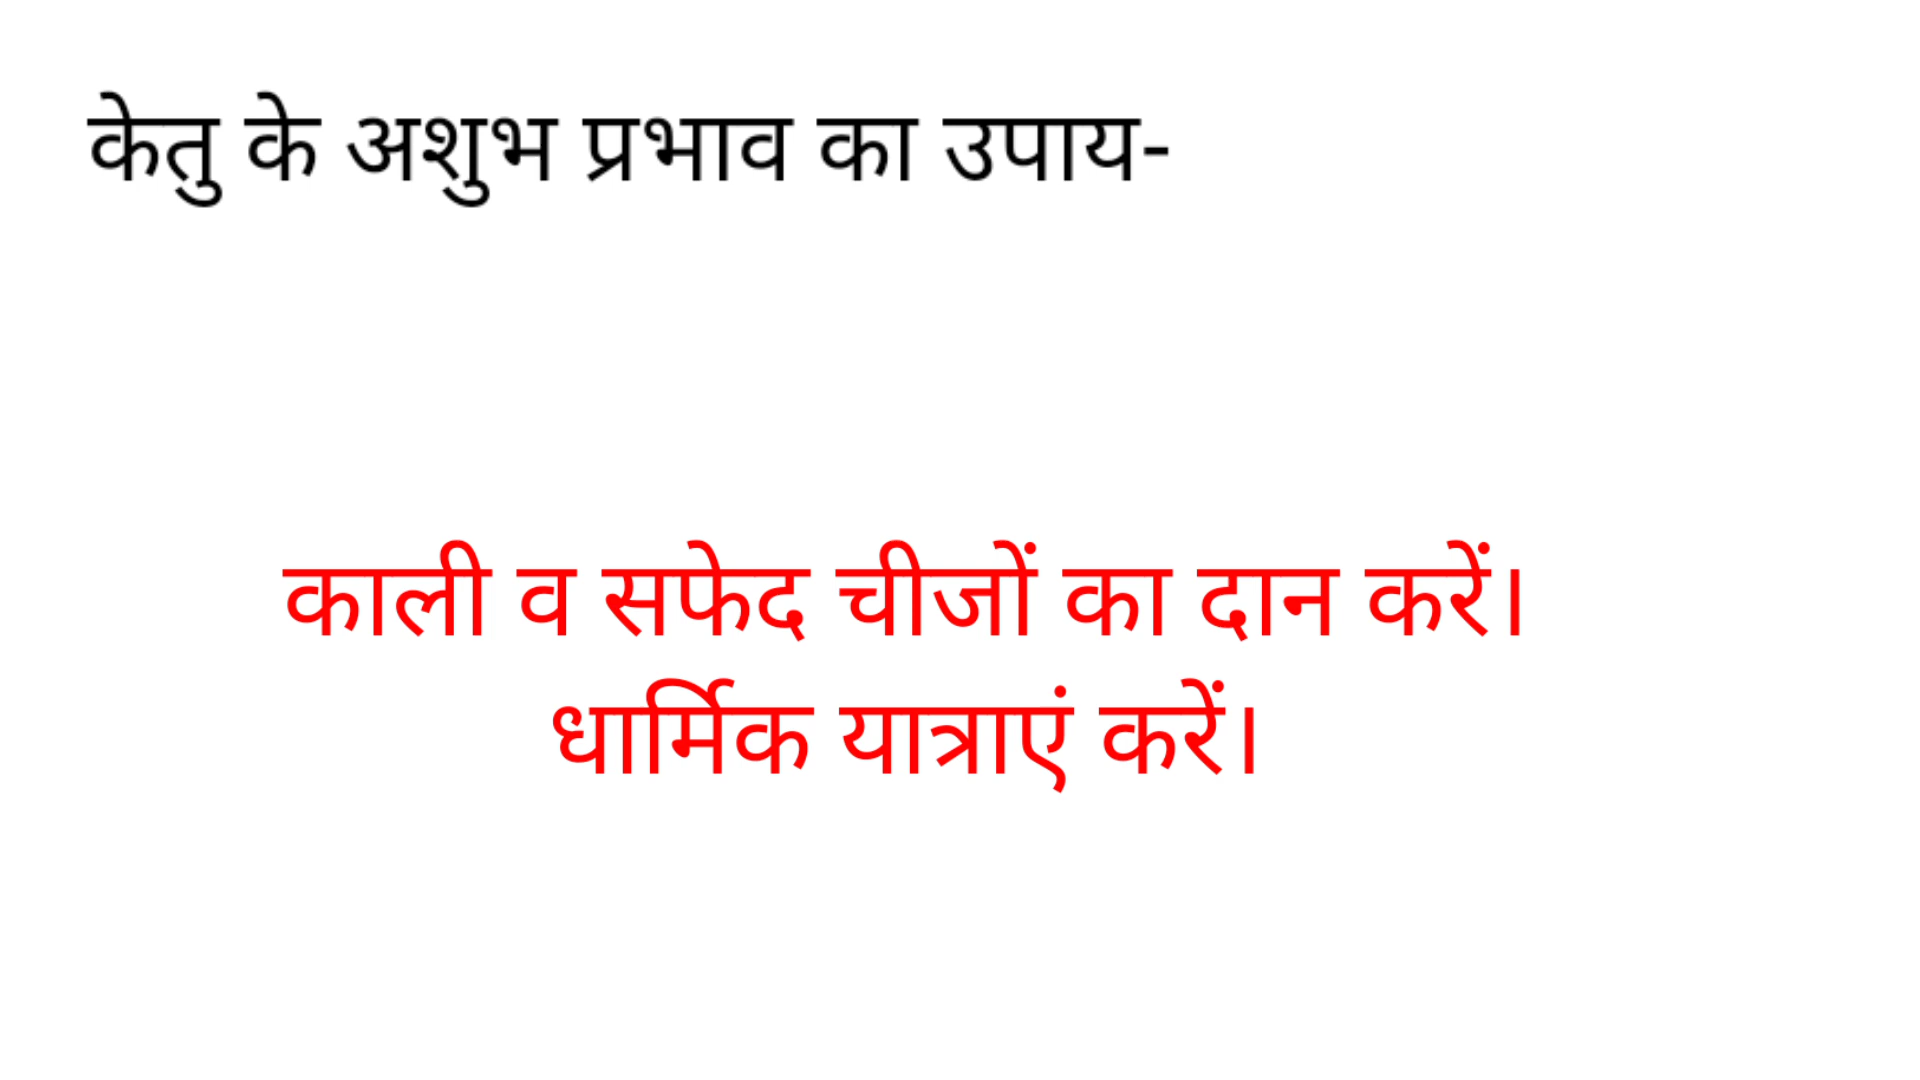 केतु के अशुभ प्रभाव का उपाय-
काली व सफेद चीजों का दान करें।
धार्मिक यात्राएं करें।